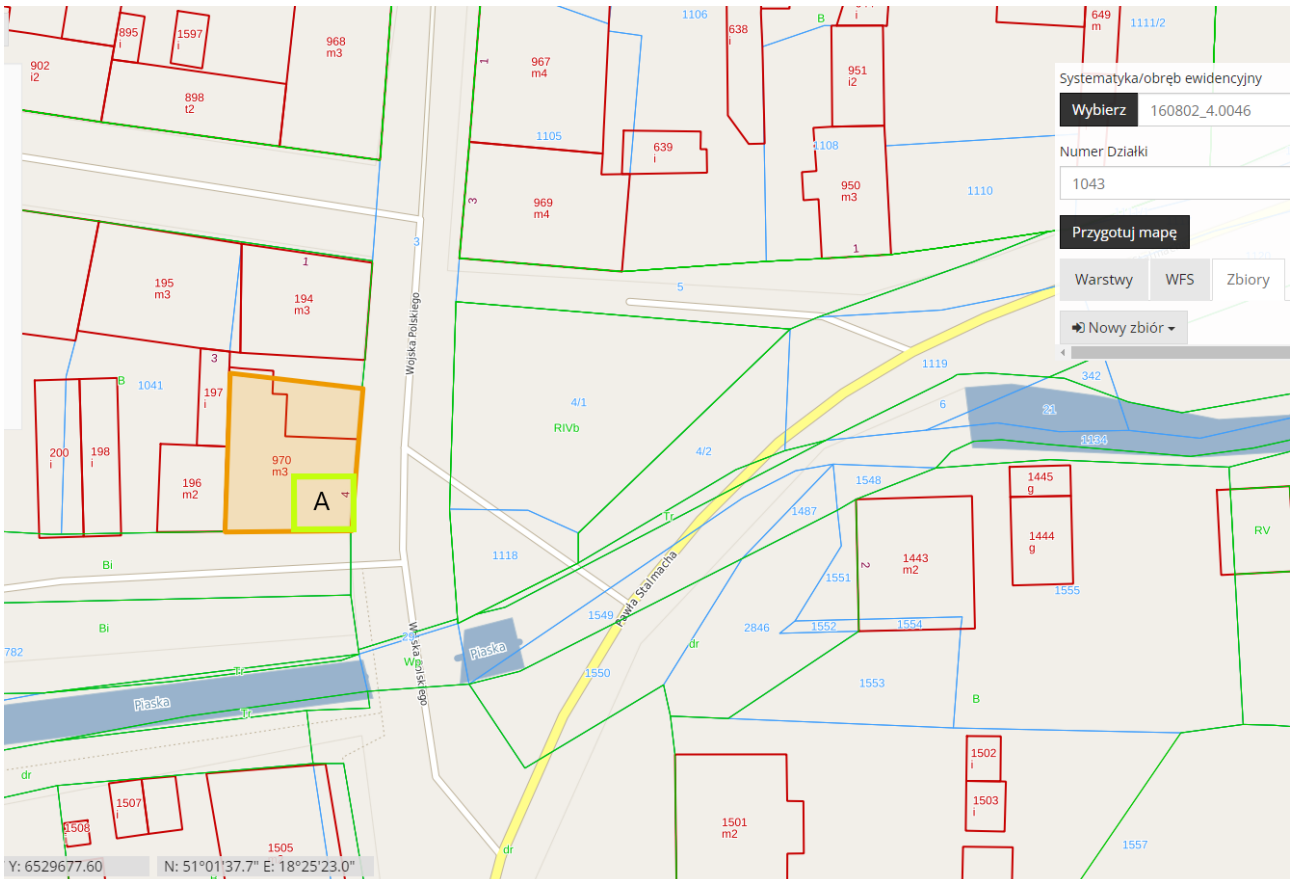 1106
B
638
i
i
649
m
1111/2
895
i
1597
i
968
m3
902
i2
898
t2
1
967
m4
951
i2
1105
639
i
1108
950
m3
1110
3
969
m4
1
3
5
1
195
m3
194
m3
Wojska Polskiego
3
B
1041
197
i
4/1
RIVb
4/2
1119
342
6
21
1134
200
i
198
i
196
m2
970
m3
A
4
Tr
1548
1487
1445
g
1444
g
1443
m2
2
RV
Bi
1118
1551
1555
Pawła Stalmacha
Bi
1549
2846
1552
1554
dr
782
Wp
Wojska Polskiego
Piaska
1550
1553
B
Tr
Piaska
Tr
dr
1507
i
1508
i
1505
1501
m2
1502
i
1503
i
1557
dr
Y: 6529677.60
N: 51°01'37.7" E: 18°25'23.0"
Systematyka/obręb ewidencyjny
Wybierz 160802_4.0046
Numer Działki
1043
Przygotuj mapę
Warstwy WFS Zbiory
Nowy zbiór